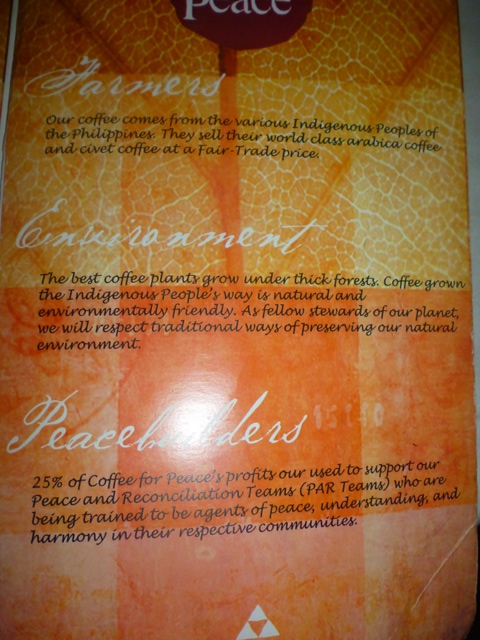 Peace
Farmers
Our coffee comes from the various Indigenous Peoples of
the Philippines. They sell their world class arabica coffee
and civet coffee at a Fair-Trade price.
Environment
The best coffee plants grow under thick forests. Coffee grown
the Indigenous People's way is natural and
environmentally friendly. As fellow stewards of our planet,
we will respect traditional ways of preserving our natural
environment.
Peacebuilders
25% of Coffee for Peace's profits our used to support our
Peace and Reconciliation Teams (PAR Teams) who are
being trained to be agents of peace, understanding, and
harmony in their respective communities.